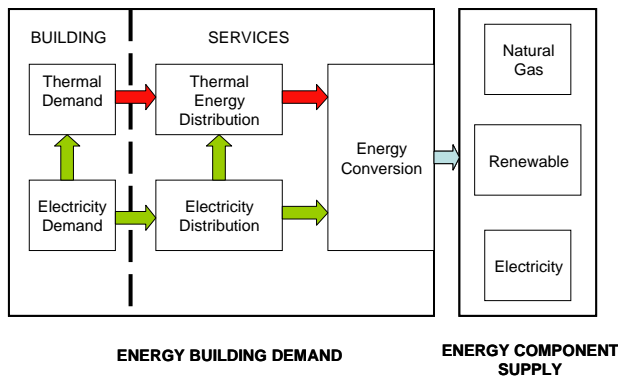 BUILDING
SERVICES
Thermal
Demand
Thermal
Energy
Distribution
Energy
Conversion
Electricity
Demand
Electricity
Distribution
Natural
Gas
Renewable
Electricity
ENERGY BUILDING DEMAND
ENERGY COMPONENT
SUPPLY